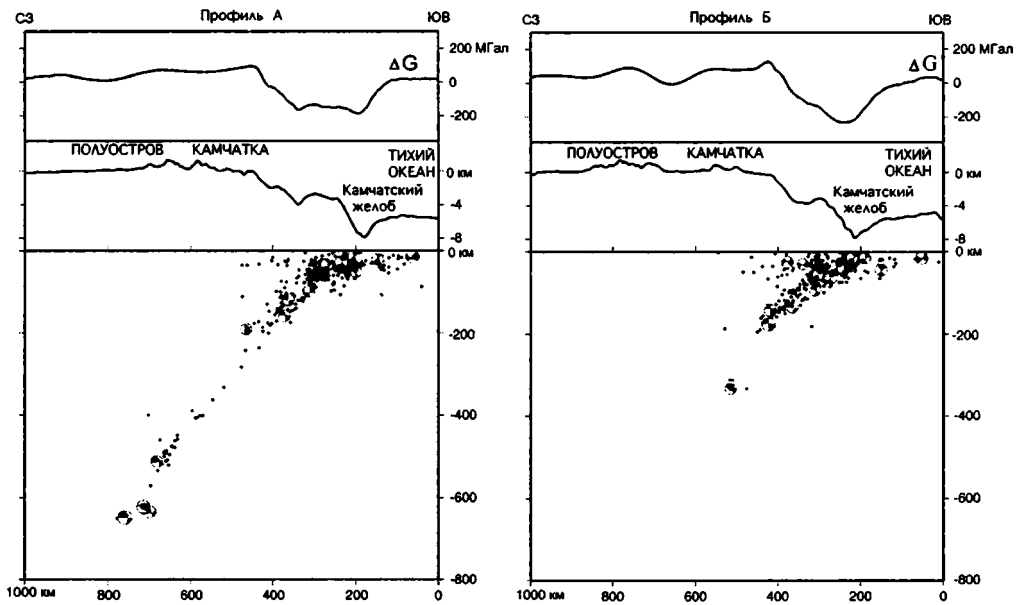 Профиль А
СЗ
ЮВ
200 МГал
ΔG
0
-200
ПОЛУОСТРОВ КАМЧАТКА
ТИХИЙ
ОКЕАН
0 км
Камчатский
желоб
-4
-8
0 км
-200
-400
-600
-800
1000 км 800 600 400 200 0
Профиль Б
СЗ
ЮВ
200 МГал
ΔG
0
-200
ПОЛУОСТРОВ КАМЧАТКА
ТИХИЙ
ОКЕАН
0 км
Камчатский
желоб
-4
-8
0 км
-200
-400
-600
-800
1000 км 800 600 400 200 0